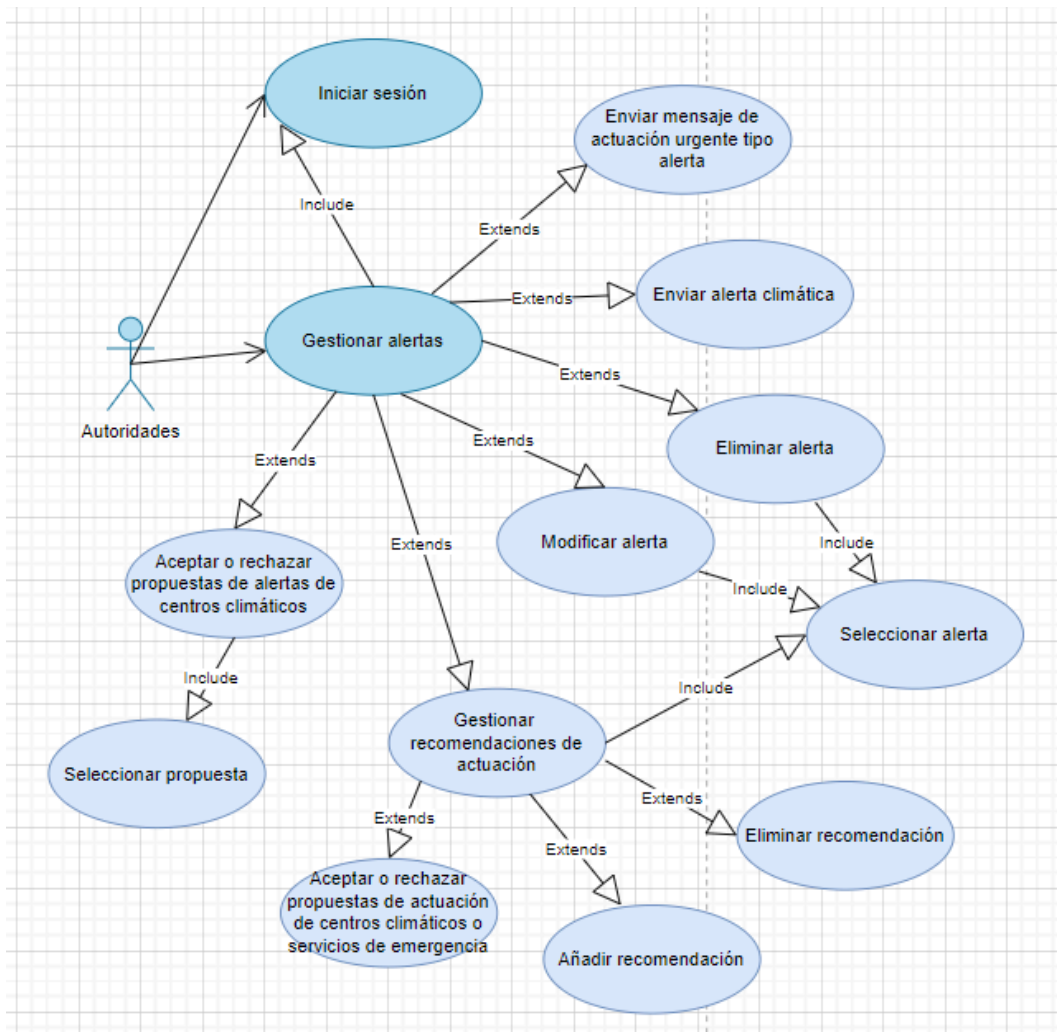 Iniciar sesión
Enviar mensaje de
actuación urgente tipo
alerta
Include
Extends
Extends
Enviar alerta climática
Gestionar alertas
Extends
Autoridades
Extends
Extends
Eliminar alerta
Extends
Modificar alerta
Include
Aceptar o rechazar
propuestas de alertas de
centros climáticos
Include
Seleccionar alerta
Include
Include
Gestionar
recomendaciones de
actuación
Seleccionar propuesta
Extends
Extends
Eliminar recomendación
Extends
Aceptar o rechazar
propuestas de actuación
de centros climáticos o
servicios de emergencia
Añadir recomendación